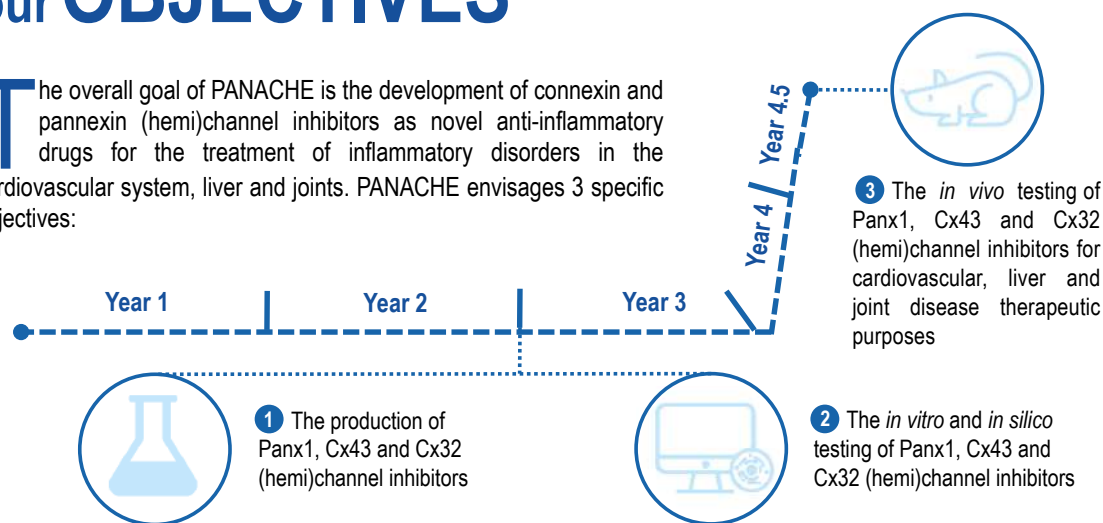 our OBJECTIVES
The overall goal of PANACHE is the development of connexin and
pannexin (hemi)channel inhibitors as novel anti-inflammatory
drugs for the treatment of inflammatory disorders in the
rdiovascular system, liver and joints. PANACHE envisages 3 specific
jectives:
Year 1
Year 2
Year 3
Year 4
Year 4.5
1 The production of
Panx1, Cx43 and Cx32
(hemi)channel inhibitors
2 The in vitro and in silico
testing of Panx1, Cx43 and
Cx32 (hemi)channel inhibitors
3 The in vivo testing of
Panx1, Cx43 and Cx32
(hemi)channel inhibitors for
cardiovascular, liver and
joint disease therapeutic
purposes